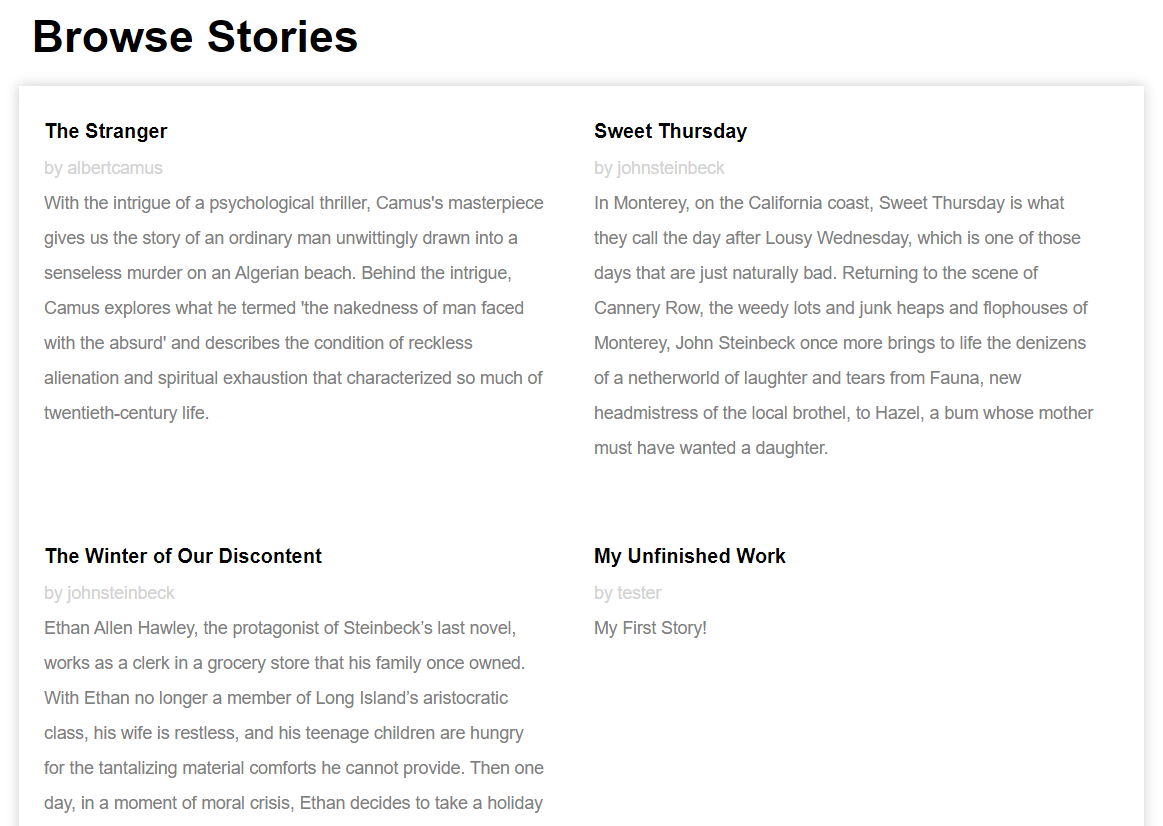 Browse Stories
The Stranger
by albertcamus
With the intrigue of a psychological thriller, Camus's masterpiece
gives us the story of an ordinary man unwittingly drawn into a
senseless murder on an Algerian beach. Behind the intrigue,
Camus explores what he termed 'the nakedness of man faced
with the absurd' and describes the condition of reckless
alienation and spiritual exhaustion that characterized so much of
twentieth-century life.
Sweet Thursday
by johnsteinbeck
In Monterey, on the California coast, Sweet Thursday is what
they call the day after Lousy Wednesday, which is one of those
days that are just naturally bad. Returning to the scene of
Cannery Row, the weedy lots and junk heaps and flophouses of
Monterey, John Steinbeck once more brings to life the denizens
of a netherworld of laughter and tears from Fauna, new
headmistress of the local brothel, to Hazel, a bum whose mother
must have wanted a daughter.
The Winter of Our Discontent
by johnsteinbeck
Ethan Allen Hawley, the protagonist of Steinbeck’s last novel,
works as a clerk in a grocery store that his family once owned.
With Ethan no longer a member of Long Island’s aristocratic
class, his wife is restless, and his teenage children are hungry
for the tantalizing material comforts he cannot provide. Then one
day, in a moment of moral crisis, Ethan decides to take a holiday
My Unfinished Work
by tester
My First Story!